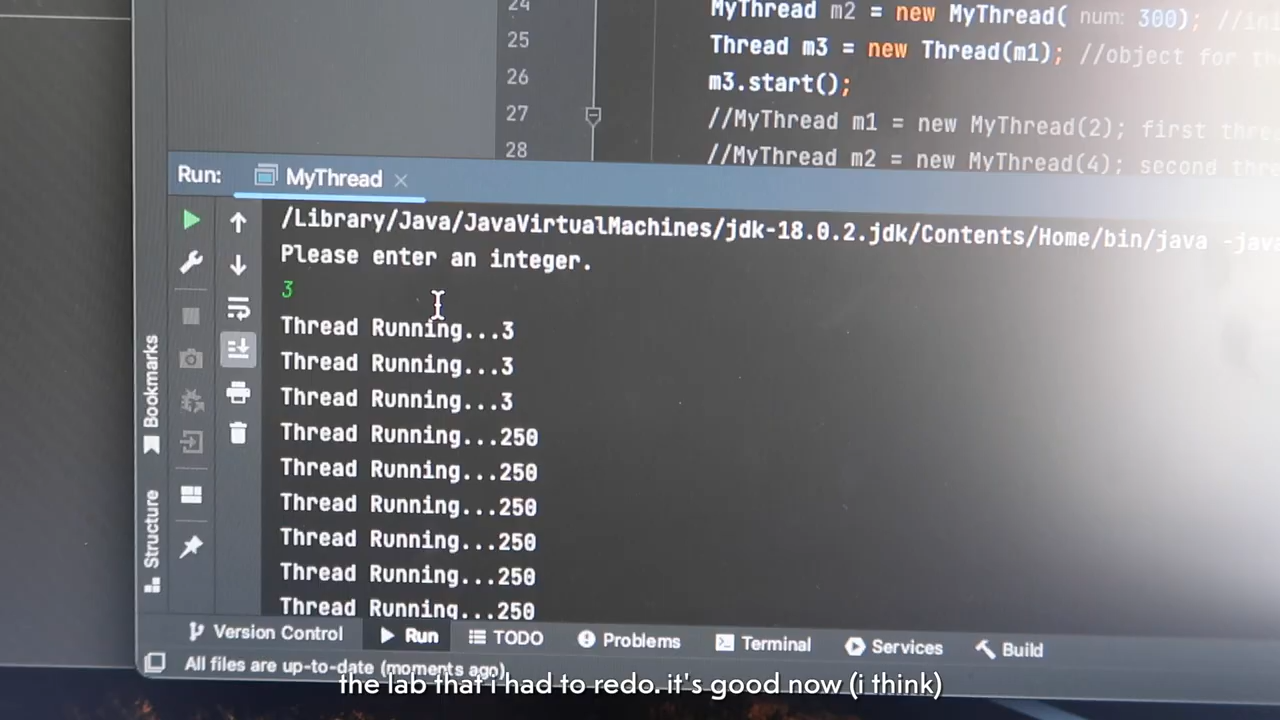 24
MyThread m2 = new MyThread( num: 300);
25
Thread m3 = new Thread(m1); //object for
26
m3.start();
27
//MyThread m1 = new MyThread(2); first
28
//MyThread m2 = new MyThread(4); second
Run: MyThread
/Library/Java/JavaVirtualMachines/jdk-18.0.2.jdk/Contents/Home/bin/java
Please enter an integer.
3
Thread Running...3
Thread Running...3
Thread Running...3
Thread Running...250
Thread Running...250
Thread Running...250
Thread Running...250
Thread Running...250
Thread Running...250
Bookmarks
Structure
Version Control Run TODO Problems Terminal Services Build
All files are up-to-date (moments ago)
the lab that i had to redo. it's good now (i think)